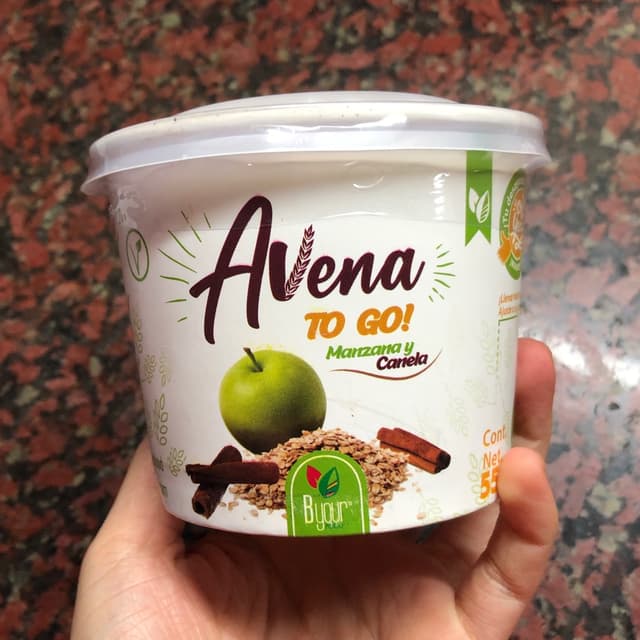 Avena
TO GO!
Manzana y
Canela
Cont.
Net.
Byour